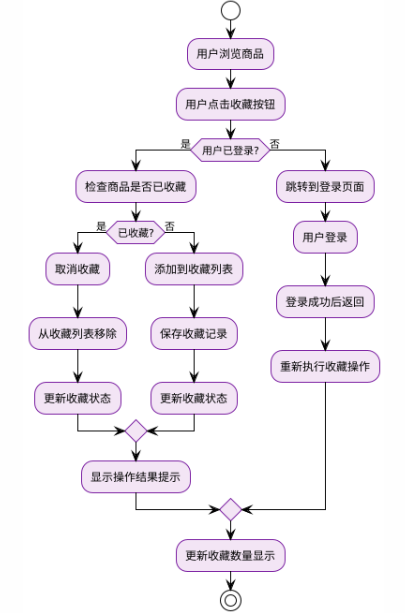 用户浏览商品
用户点击收藏按钮
用户已登录?
是
否
检查商品是否已收藏
跳转到登录页面
已收藏?
是
否
用户登录
取消收藏
添加到收藏列表
登录成功后返回
从收藏列表移除
保存收藏记录
重新执行收藏操作
更新收藏状态
更新收藏状态
显示操作结果提示
更新收藏数量显示